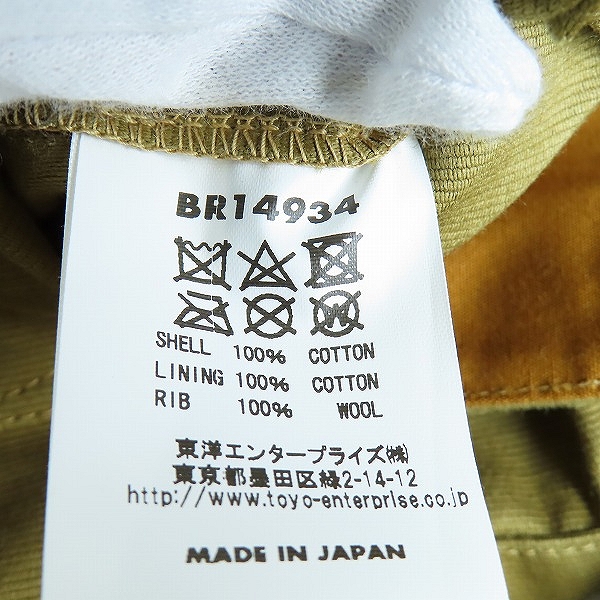 BR14934
SHELL 100% COTTON
LINING 100% COTTON
RIB 100% WOOL
東洋エンタープライズ㈱
東京都墨田区緑2-14-12
http://www.toyo-enterprise.co.jp
MADE IN JAPAN